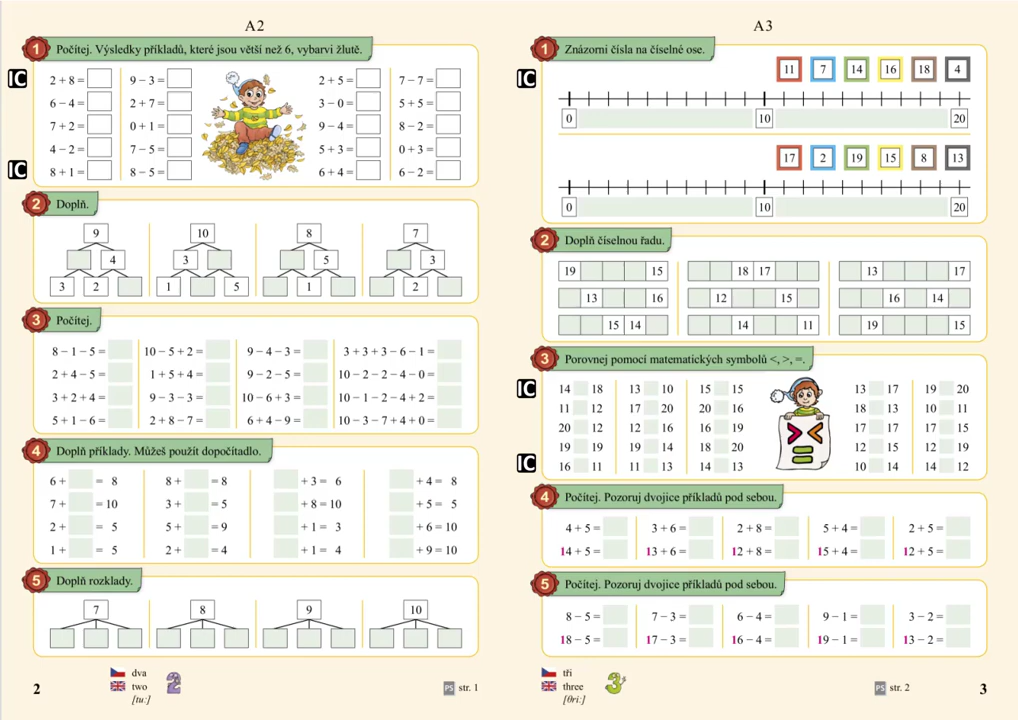 A 2
1 Počítej. Výsledky příkladů, které jsou větší než 6, vybarvi žlutě.
IC
2 + 8 = 9 − 3 = 2 + 5 = 7 − 7 =
6 − 4 = 2 + 7 = 3 − 0 = 5 + 5 =
7 + 2 = 0 + 1 = 9 − 4 = 8 − 2 =
4 − 2 = 7 − 5 = 5 + 3 = 0 + 3 =
IC
8 + 1 = 8 − 5 = 6 + 4 = 6 − 2 =
2 Doplň.
9 10 8 7
4 3 5 3
3 2 1 5 1 2
3 Počítej.
8 − 1 − 5 = 10 − 5 + 2 = 9 − 4 − 3 = 3 + 3 + 3 − 6 − 1 =
2 + 4 − 5 = 1 + 5 + 4 = 9 − 2 − 5 = 10 − 2 − 2 − 4 − 0 =
3 + 2 + 4 = 9 − 3 − 3 = 10 − 6 + 3 = 10 − 1 − 2 − 4 + 2 =
5 + 1 − 6 = 2 + 8 − 7 = 6 + 4 − 9 = 10 − 3 − 7 + 4 + 0 =
4 Doplň příklady. Můžeš použít dopočítadlo.
6 + = 8 8 + = 8 + 3 = 6 + 4 = 8
7 + = 10 3 + = 5 + 8 = 10 + 5 = 5
2 + = 5 5 + = 9 + 1 = 3 + 6 = 10
1 + = 5 2 + = 4 + 1 = 4 + 9 = 10
5 Doplň rozklady.
7 8 9 10
2
dva
two
[tu:]
2
PS str. 1
A 3
1 Znázorni čísla na číselné ose.
IC
11 7 14 16 18 4
0 10 20
17 2 19 15 8 13
0 10 20
2 Doplň číselnou řadu.
19 15 18 17 13 17
13 16 12 15 16 14
15 14 14 11 19 15
3 Porovnej pomocí matematických symbolů <, >, =.
IC
14 18 13 10 15 15 13 17 19 20
11 12 17 20 20 16 18 13 10 11
20 12 12 16 16 19 17 17 17 15
19 19 19 14 18 20 12 15 12 19
IC
16 11 11 13 14 13 10 14 14 12
> <
=
4 Počítej. Pozoruj dvojice příkladů pod sebou.
4 + 5 = 3 + 6 = 2 + 8 = 5 + 4 = 2 + 5 =
14 + 5 = 13 + 6 = 12 + 8 = 15 + 4 = 12 + 5 =
5 Počítej. Pozoruj dvojice příkladů pod sebou.
8 − 5 = 7 − 3 = 6 − 4 = 9 − 1 = 3 − 2 =
18 − 5 = 17 − 3 = 16 − 4 = 19 − 1 = 13 − 2 =
tři
three
[θri:]
3
PS str. 2
3